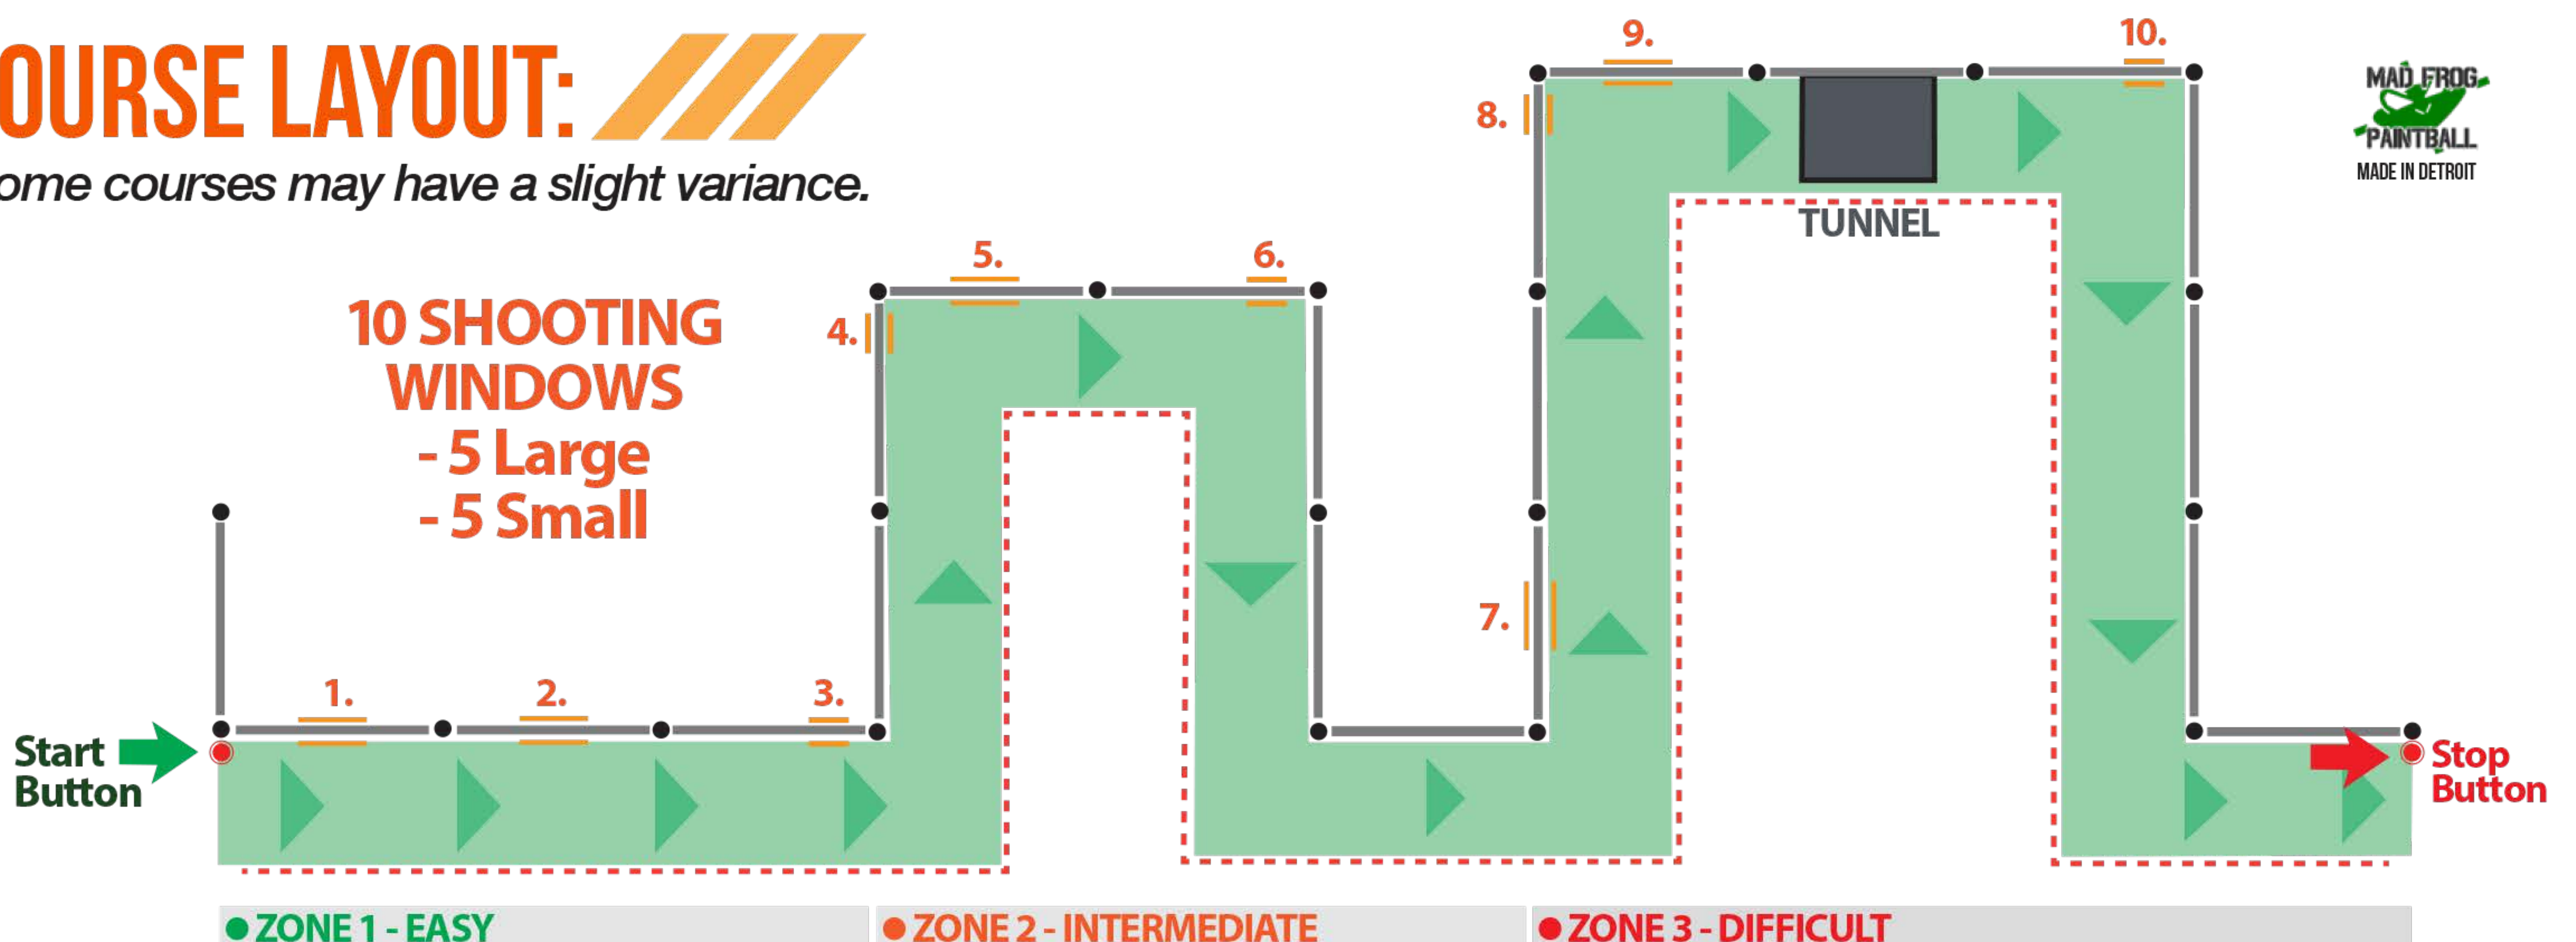 OURSE LAYOUT:
ome courses may have a slight variance.
10 SHOOTING
WINDOWS
- 5 Large
- 5 Small
1.
2.
3.
4.
5.
6.
7.
8.
9.
10.
TUNNEL
MAD FROG
PAINTBALL
MADE IN DETROIT
Start
Button
Stop
Button
ZONE 1 - EASY
ZONE 2 - INTERMEDIATE
ZONE 3 - DIFFICULT